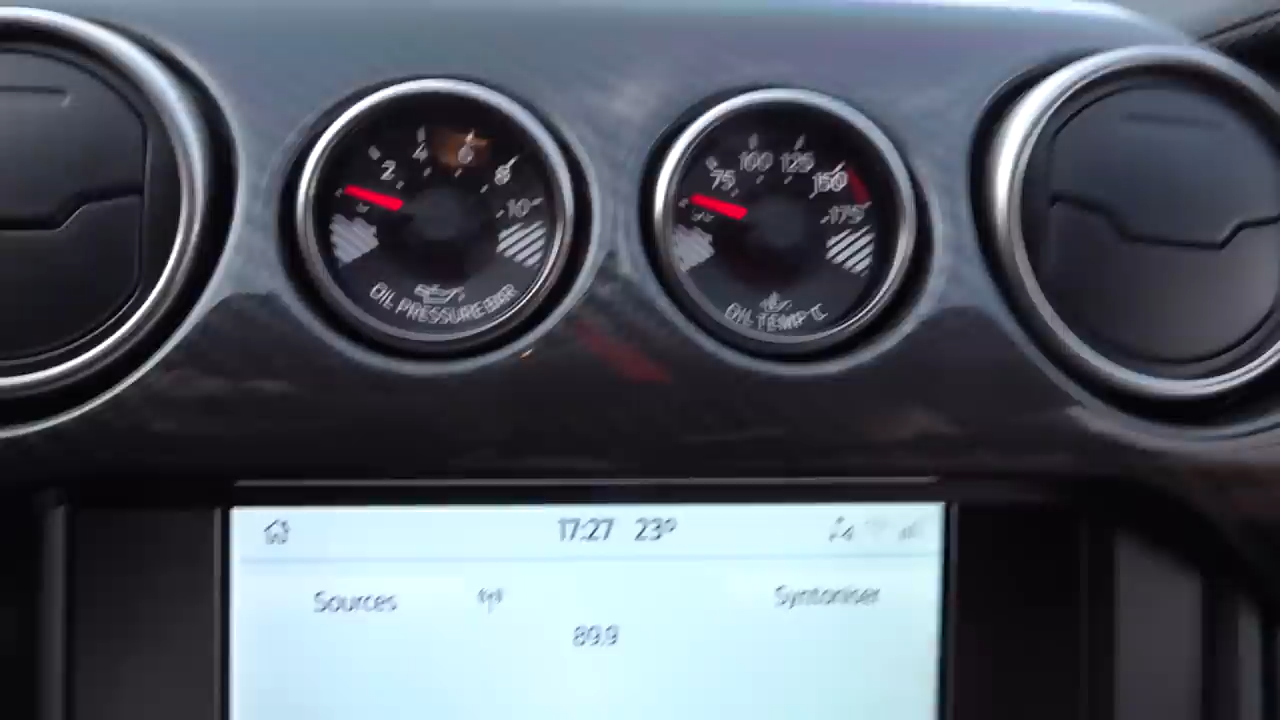 2 4 6 8 10
OIL PRESSURE BAR
75 100 125 150 175
OIL TEMP °C
17:27 23°
Sources Syntoniser
89.9